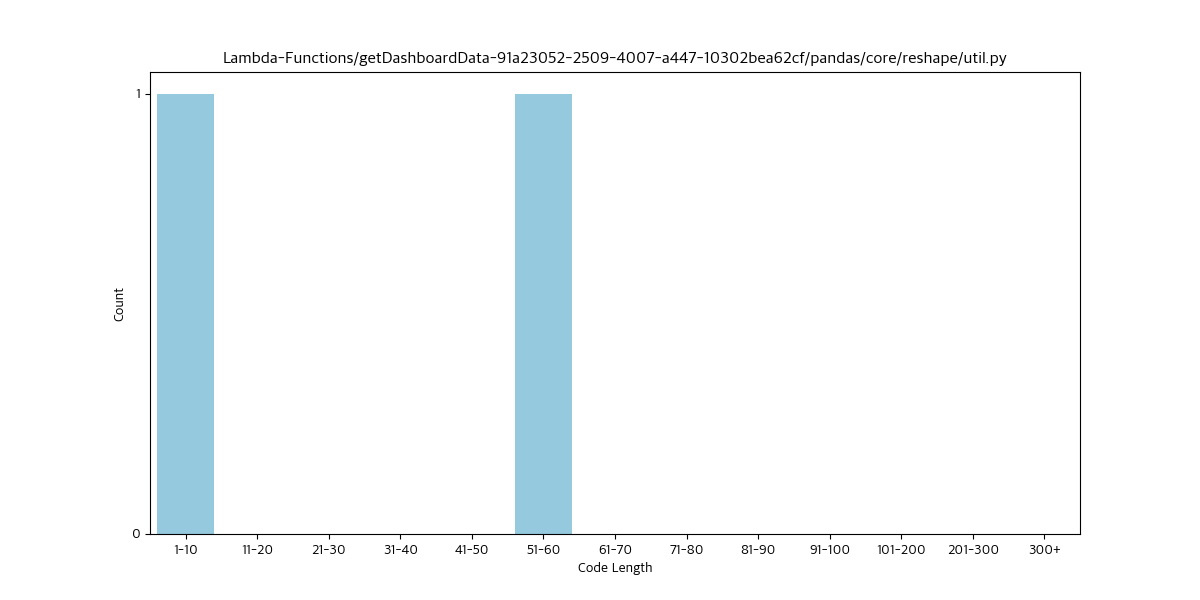 Lambda-Functions/getDashboardData-91a23052-2509-4007-a447-10302bea62cf/pandas/core/reshape/util.py
1
Count
0
1-10 11-20 21-30 31-40 41-50 51-60 61-70 71-80 81-90 91-100 101-200 201-300 300+
Code Length